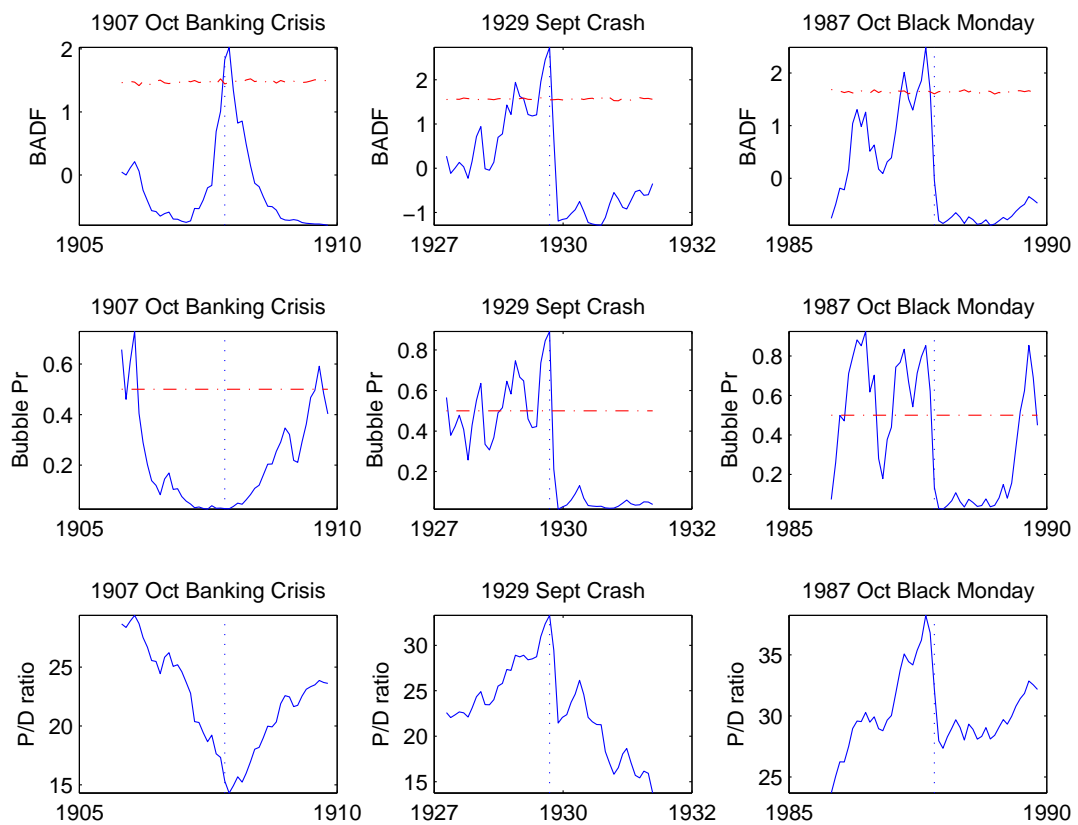 1907 Oct Banking Crisis
1929 Sept Crash
1987 Oct Black Monday
BADF
2
1
0
1905
1910
BADF
2
1
0
−1
1927
1930
1932
BADF
2
1
0
1985
1990
1907 Oct Banking Crisis
1929 Sept Crash
1987 Oct Black Monday
Bubble Pr
0.6
0.4
0.2
1905
1910
Bubble Pr
0.8
0.6
0.4
0.2
1927
1930
1932
Bubble Pr
0.8
0.6
0.4
0.2
1985
1990
1907 Oct Banking Crisis
1929 Sept Crash
1987 Oct Black Monday
P/D ratio
25
20
15
1905
1910
P/D ratio
30
25
20
15
1927
1930
1932
P/D ratio
35
30
25
1985
1990